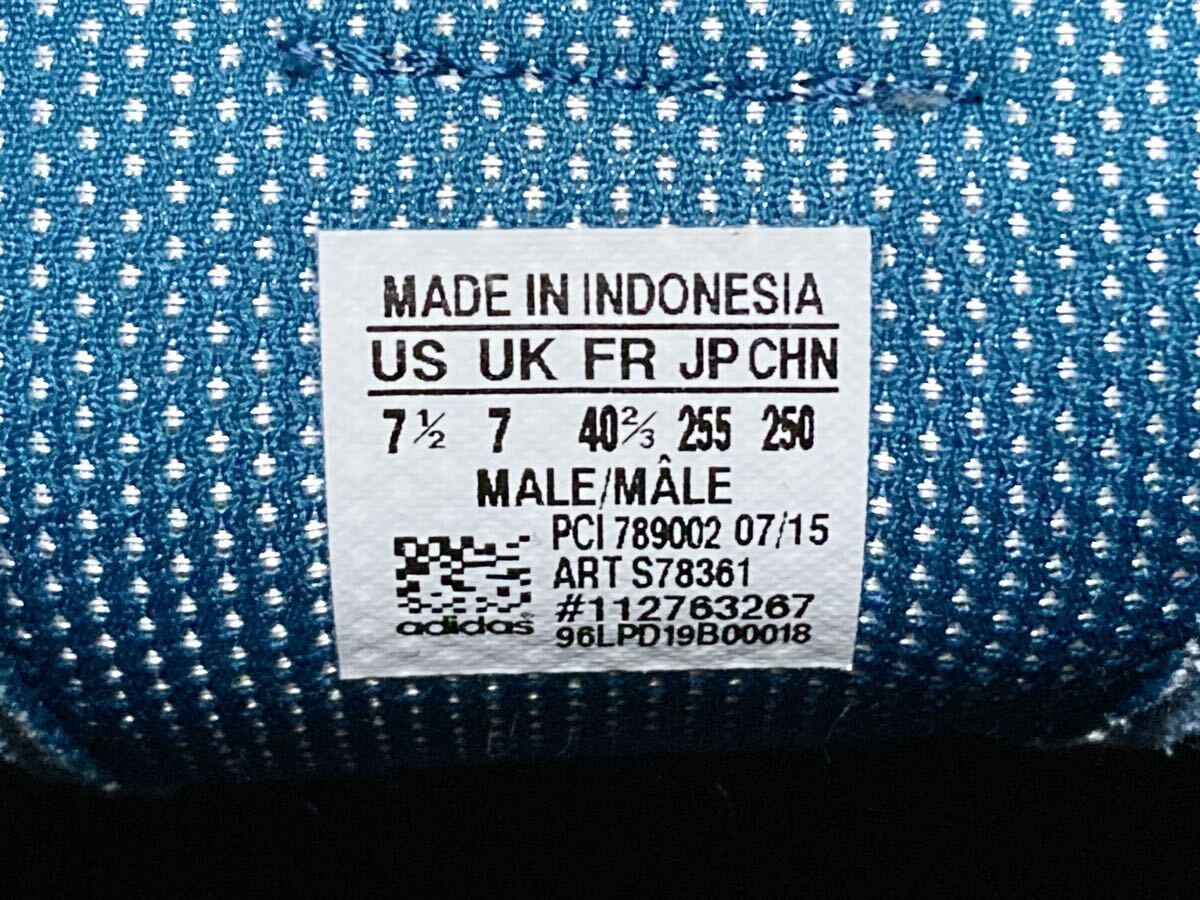 MADE IN INDONESIA
US UK FR JP CHN
7½ 7 40⅔ 255 250
MALE/MÂLE
PCI 789002 07/15
ART S78361
#112763267
adidas® 96LPD19B00018